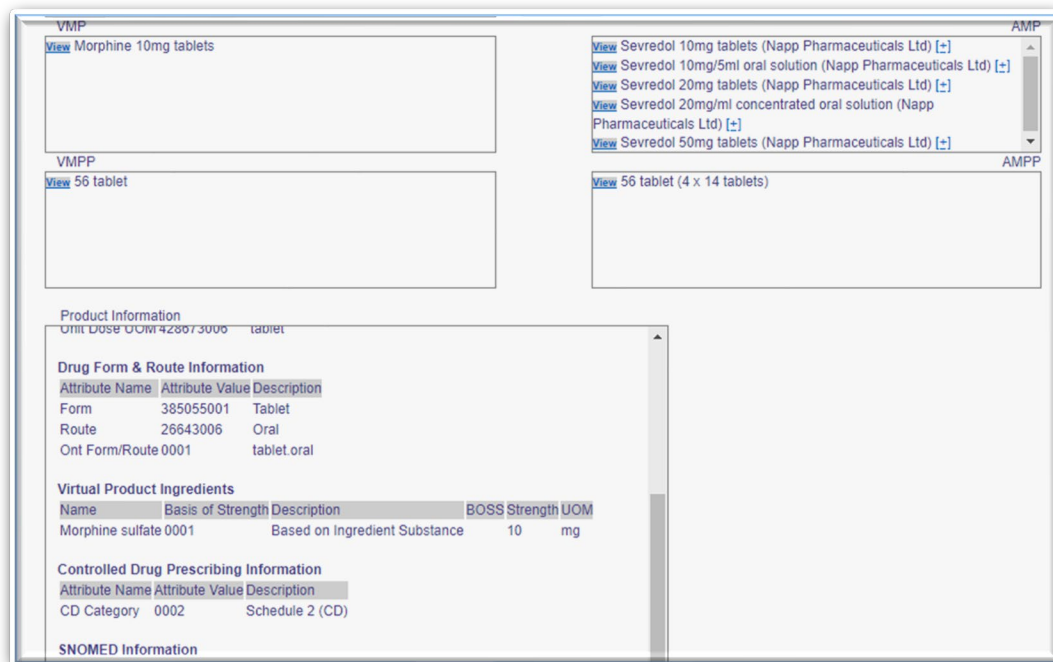 VMP
AMP
View Morphine 10mg tablets
View Sevredol 10mg tablets (Napp Pharmaceuticals Ltd) [+]
View Sevredol 10mg/5ml oral solution (Napp Pharmaceuticals Ltd) [+]
View Sevredol 20mg tablets (Napp Pharmaceuticals Ltd) [+]
View Sevredol 20mg/ml concentrated oral solution (Napp
Pharmaceuticals Ltd) [+]
View Sevredol 50mg tablets (Napp Pharmaceuticals Ltd) [+]
VMPP
AMPP
View 56 tablet
View 56 tablet (4 x 14 tablets)
Product Information
Unit Dose UOM 428673006 tablet
Drug Form & Route Information
Attribute Name Attribute Value Description
Form 385055001 Tablet
Route 26643006 Oral
Ont Form/Route 0001 tablet.oral
Virtual Product Ingredients
Name Basis of Strength Description BOSS Strength UOM
Morphine sulfate 0001 Based on Ingredient Substance 10 mg
Controlled Drug Prescribing Information
Attribute Name Attribute Value Description
CD Category 0002 Schedule 2 (CD)
SNOMED Information